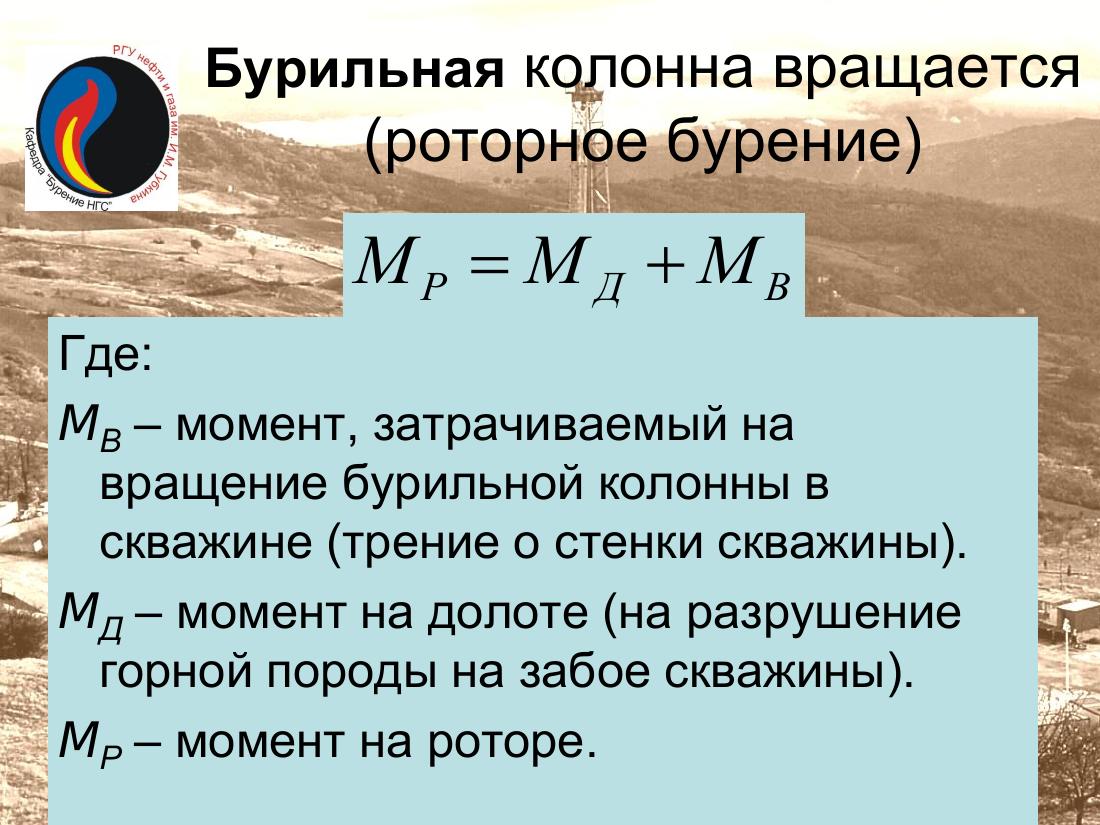 РГУ нефти и газа им. И.М. Губкина
Кафедра "Бурение НГС"
Бурильная колонна вращается
(роторное бурение)
M_P = M_Д + M_B
Где:
M_B – момент, затрачиваемый на
вращение бурильной колонны в
скважине (трение о стенки скважины).
M_Д – момент на долоте (на разрушение
горной породы на забое скважины).
M_P – момент на роторе.